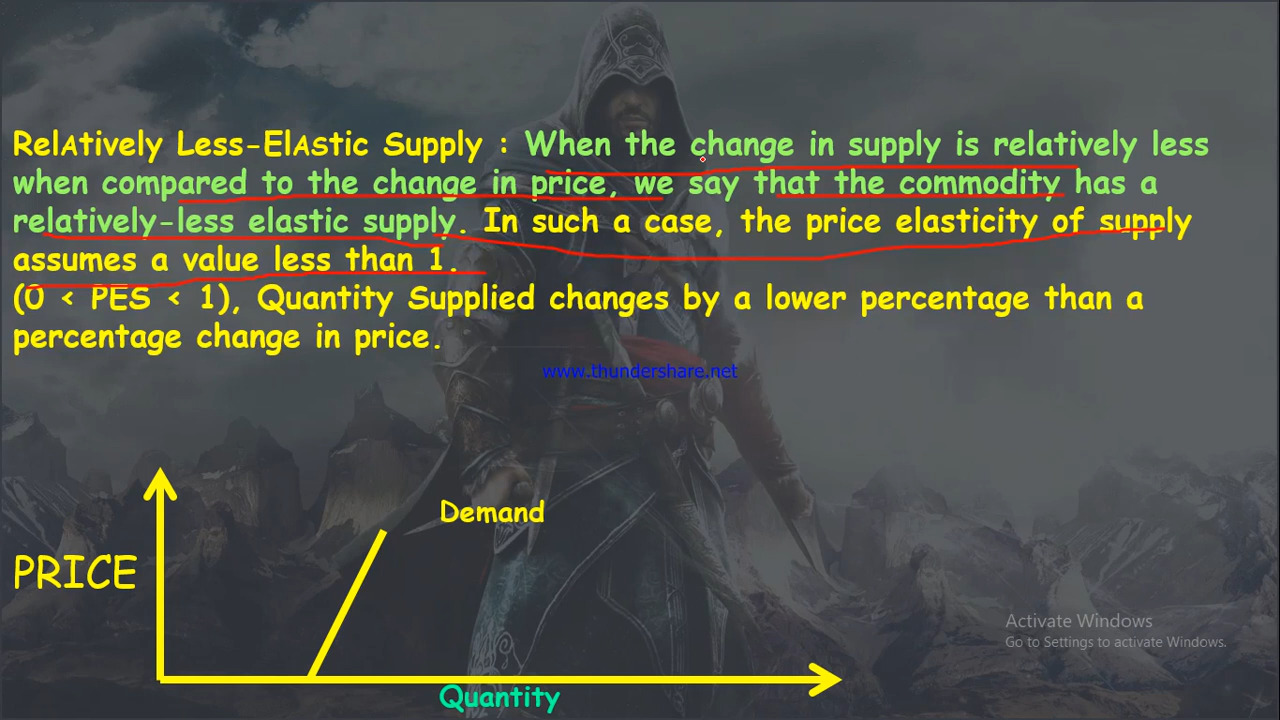 RelAtively Less-ElAstic Supply : When the change in supply is relatively less
when compared to the change in price, we say that the commodity has a
relatively-less elastic supply. In such a case, the price elasticity of supply
assumes a value less than 1.
(0 < PES < 1), Quantity Supplied changes by a lower percentage than a
percentage change in price.
www.thundershare.net
Demand
PRICE
Activate Windows
Go to Settings to activate Windows.
Quantity